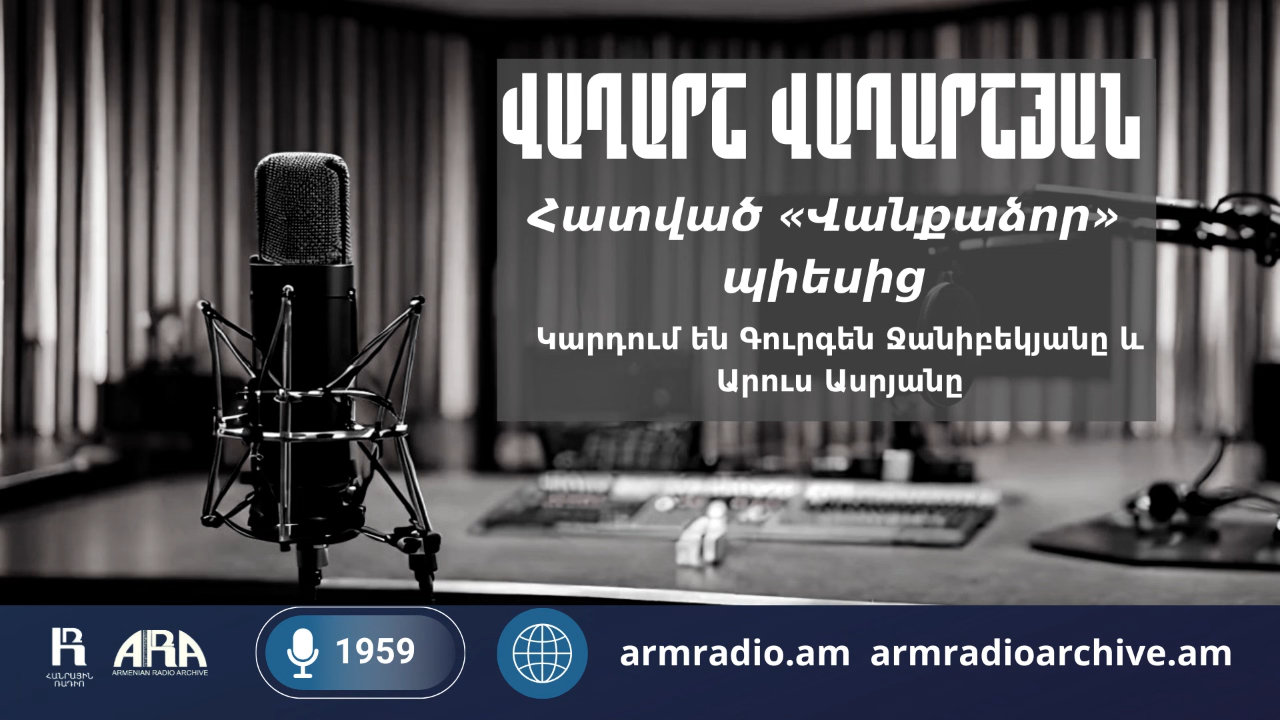 ՎԱՂԱՐՇ ՎԱՂԱՐՇՅԱՆ
Հատված «Վանքաձոր»
պիեսից
Կարդում են Գուրգեն Ջանիբեկյանը և
Արուս Ասրյանը
ՀԱՆՐԱՅԻՆ
ՌԱԴԻՈ
ARA
ARMENIAN RADIO ARCHIVE
1959
armradio.am armradioarchive.am